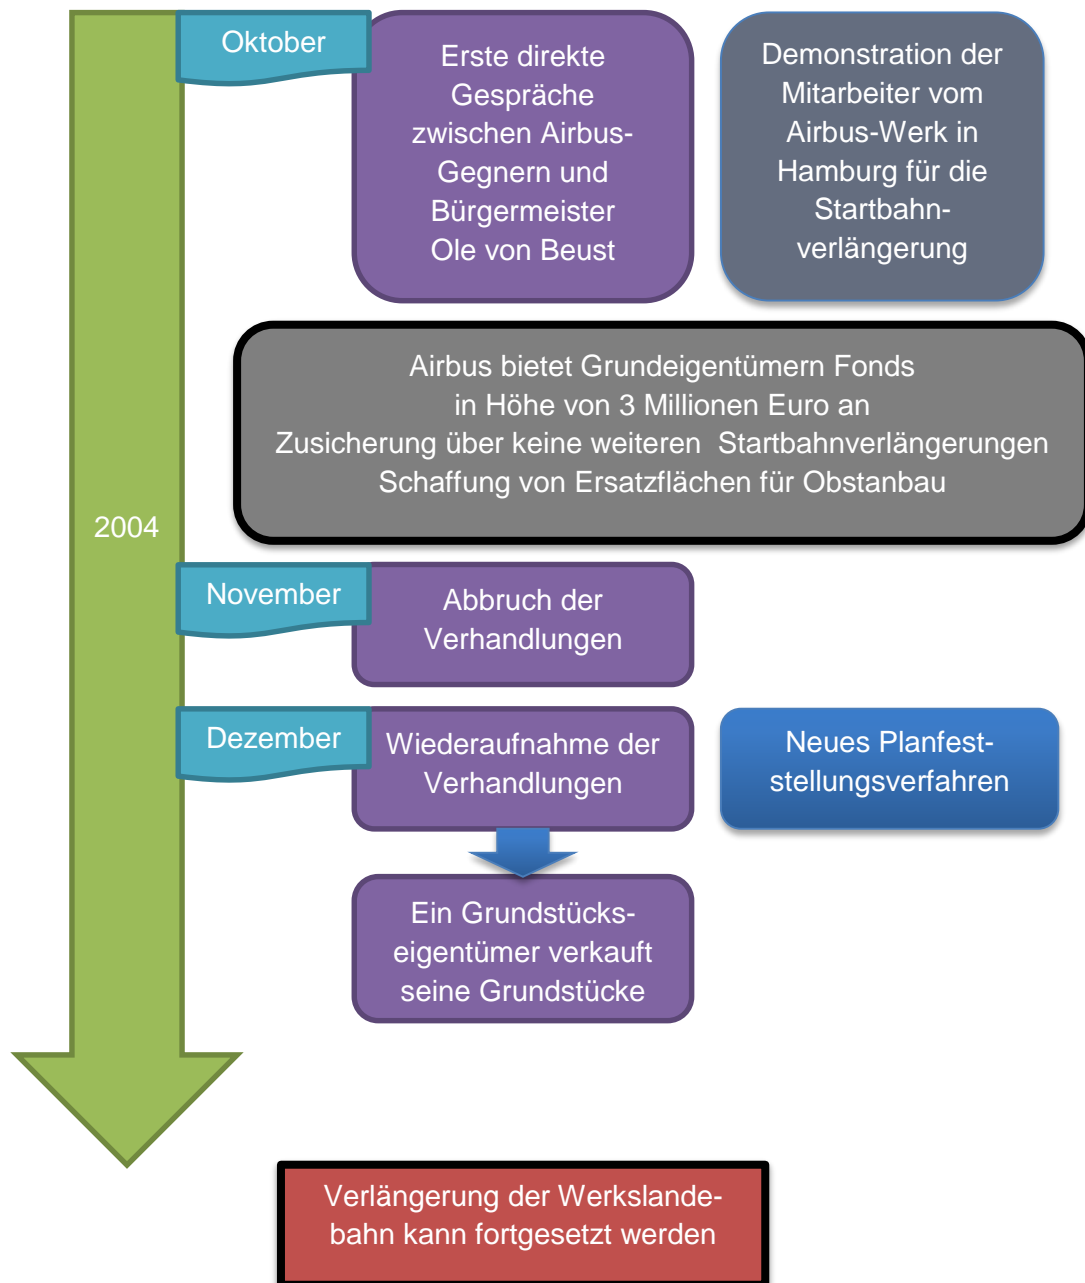 Oktober
Erste direkte
Gespräche
zwischen Airbus-
Gegnern und
Bürgermeister
Ole von Beust
Demonstration der
Mitarbeiter vom
Airbus-Werk in
Hamburg für die
Startbahn-
verlängerung
Airbus bietet Grundeigentümern Fonds
in Höhe von 3 Millionen Euro an
Zusicherung über keine weiteren Startbahnverlängerungen
Schaffung von Ersatzflächen für Obstanbau
2004
November
Abbruch der
Verhandlungen
Dezember
Wiederaufnahme der
Verhandlungen
Neues Planfest-
stellungsverfahren
Ein Grundstücks-
eigentümer verkauft
seine Grundstücke
Verlängerung der Werkslande-
bahn kann fortgesetzt werden